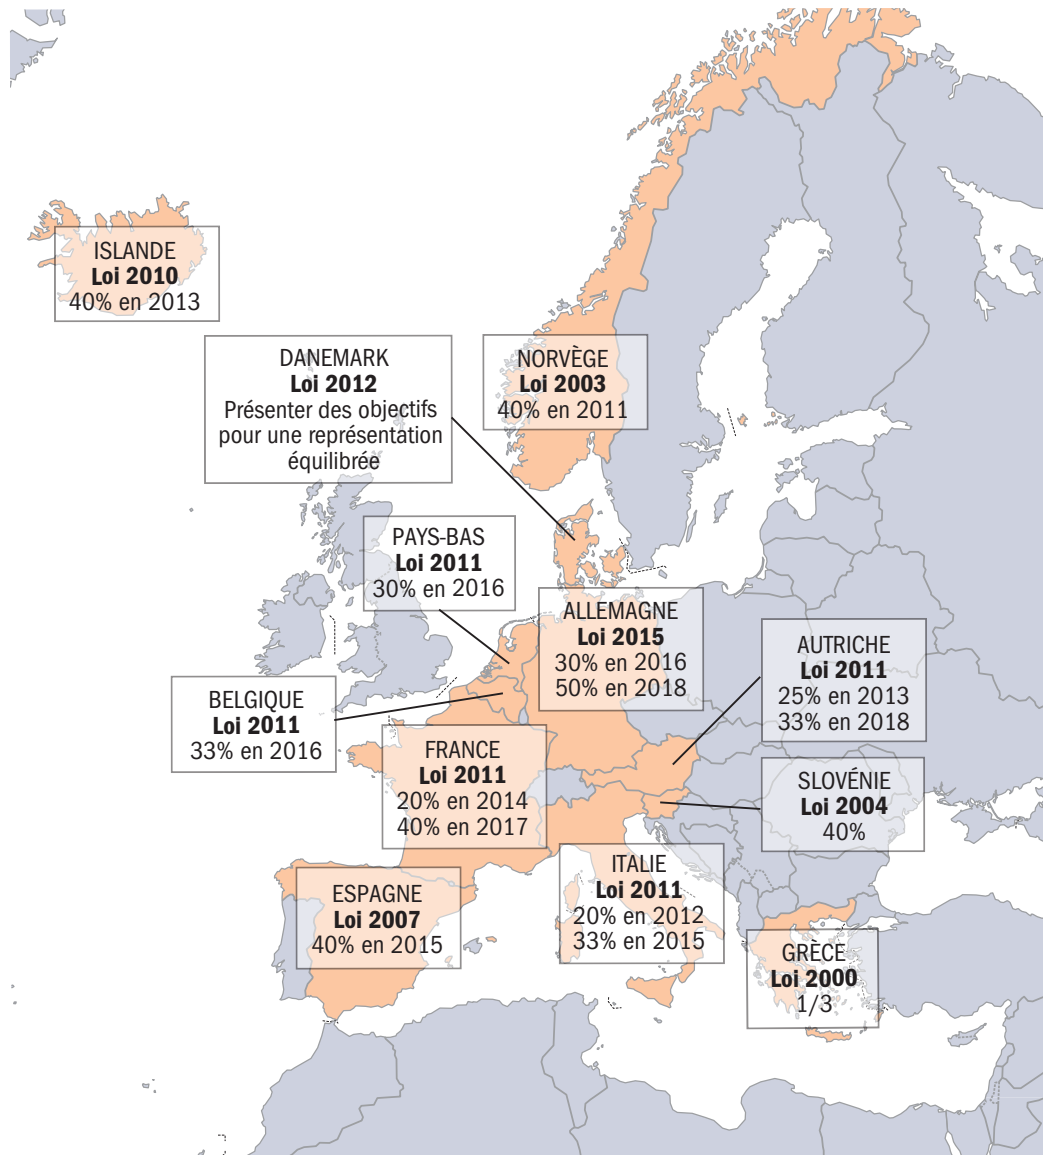 ISLANDE
Loi 2010
40% en 2013
DANEMARK
Loi 2012
Présenter des objectifs
pour une représentation
équilibrée
NORVÈGE
Loi 2003
40% en 2011
PAYS-BAS
Loi 2011
30% en 2016
ALLEMAGNE
Loi 2015
30% en 2016
50% en 2018
AUTRICHE
Loi 2011
25% en 2013
33% en 2018
BELGIQUE
Loi 2011
33% en 2016
FRANCE
Loi 2011
20% en 2014
40% en 2017
SLOVÉNIE
Loi 2004
40%
ITALIE
Loi 2011
20% en 2012
33% en 2015
ESPAGNE
Loi 2007
40% en 2015
GRÈCE
Loi 2000
1/3